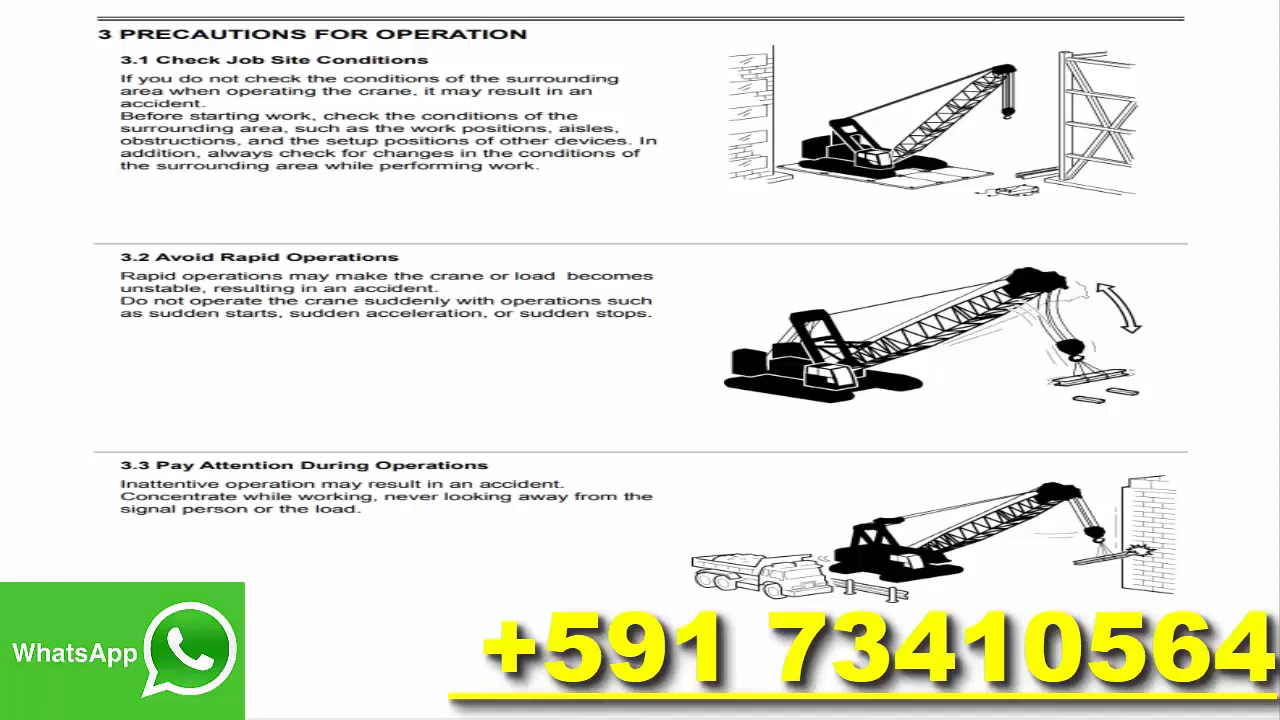 3 PRECAUTIONS FOR OPERATION
3.1 Check Job Site Conditions
If you do not check the conditions of the surrounding
area when operating the crane, it may result in an
accident.
Before starting work, check the conditions of the
surrounding area, such as the work positions, aisles,
obstructions, and the setup positions of other devices. In
addition, always check for changes in the conditions of
the surrounding area while performing work.
3.2 Avoid Rapid Operations
Rapid operations may make the crane or load becomes
unstable, resulting in an accident.
Do not operate the crane suddenly with operations such
as sudden starts, sudden acceleration, or sudden stops.
3.3 Pay Attention During Operations
Inattentive operation may result in an accident.
Concentrate while working, never looking away from the
signal person or the load.
WhatsApp
+591 73410564